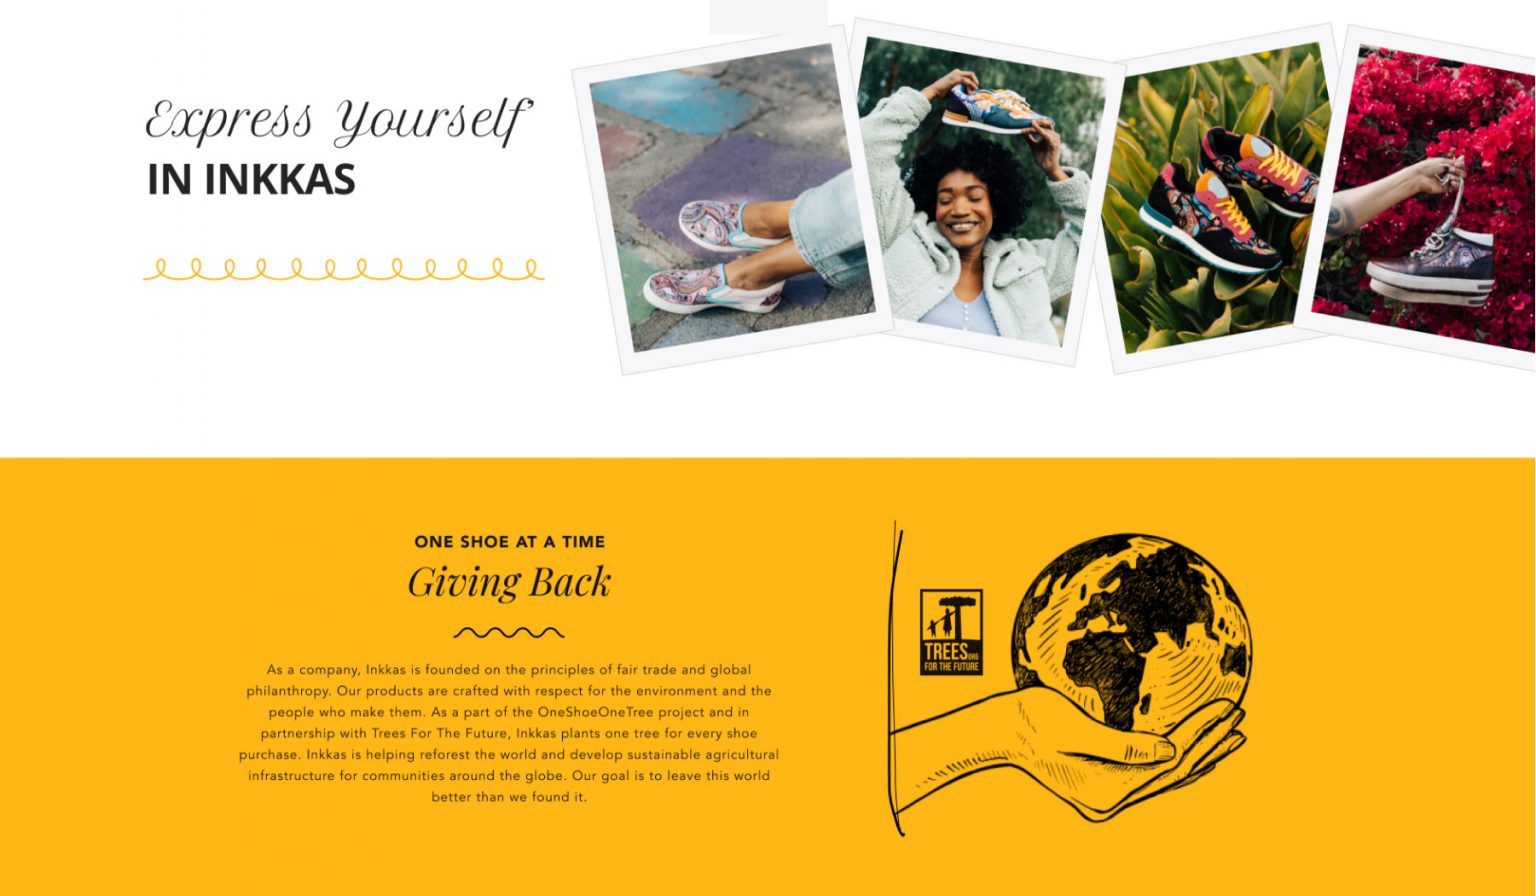 Express Yourself
IN INKKAS
ONE SHOE AT A TIME
Giving Back
As a company, Inkkas is founded on the principles of fair trade and global
philanthropy. Our products are crafted with respect for the environment and the
people who make them. As a part of the OneShoeOneTree project and in
partnership with Trees For The Future, Inkkas plants one tree for every shoe
purchase. Inkkas is helping reforest the world and develop sustainable agricultural
infrastructure for communities around the globe. Our goal is to leave this world
better than we found it.
TREES.ORG
FOR THE FUTURE